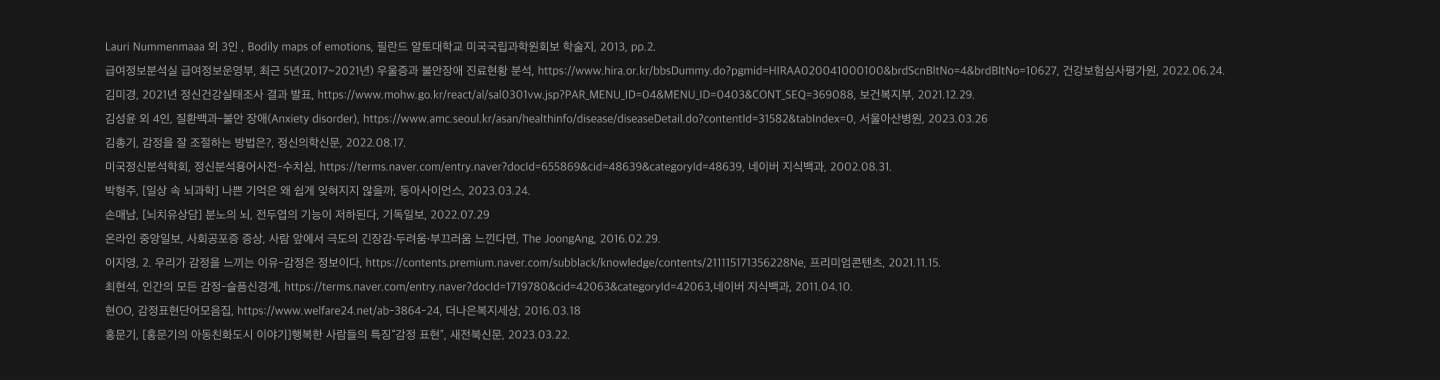 Lauri Nummenmaaa 외 3인 , Bodily maps of emotions, 필란드 알토대학교 미국국립과학원회보 학술지, 2013, pp.2.
급여정보분석실 급여정보운영부, 최근 5년(2017~2021년) 우울증과 불안장애 진료현황 분석, https://www.hira.or.kr/bbsDummy.do?pgmid=HIRAA020041000100&brdScnBltNo=4&brdBltNo=10627, 건강보험심사평가원, 2022.06.24.
김미경, 2021년 정신건강실태조사 결과 발표, https://www.mohw.go.kr/react/al/sal0301vw.jsp?PAR_MENU_ID=04&MENU_ID=0403&CONT_SEQ=369088, 보건복지부, 2021.12.29.
김성윤 외 4인, 질환백과-불안 장애(Anxiety disorder), https://www.amc.seoul.kr/asan/healthinfo/disease/diseaseDetail.do?contentId=31582&tabIndex=0, 서울아산병원, 2023.03.26
김총기, 감정을 잘 조절하는 방법은?, 정신의학신문, 2022.08.17.
미국정신분석학회, 정신분석용어사전-수치심, https://terms.naver.com/entry.naver?docId=655869&cid=48639&categoryId=48639, 네이버 지식백과, 2002.08.31.
박형주, [일상 속 뇌과학] 나쁜 기억은 왜 쉽게 잊혀지지 않을까, 동아사이언스, 2023.03.24.
손매남, [뇌치유상담] 분노의 뇌, 전두엽의 기능이 저하된다, 기독일보, 2022.07.29
온라인 중앙일보, 사회공포증 증상, 사람 앞에서 극도의 긴장감·두려움·부끄러움 느낀다면, The JoongAng, 2016.02.29.
이지영, 2. 우리가 감정을 느끼는 이유-감정은 정보이다, https://contents.premium.naver.com/subblack/knowledge/contents/211115171356228Ne, 프리미엄콘텐츠, 2021.11.15.
최현석, 인간의 모든 감정-슬픔신경계, https://terms.naver.com/entry.naver?docId=1719780&cid=42063&categoryId=42063,네이버 지식백과, 2011.04.10.
현OO, 감정표현단어모음집, https://www.welfare24.net/ab-3864-24, 더나은복지세상, 2016.03.18
홍문기, [홍문기의 아동친화도시 이야기]행복한 사람들의 특징"감정 표현", 새전북신문, 2023.03.22.